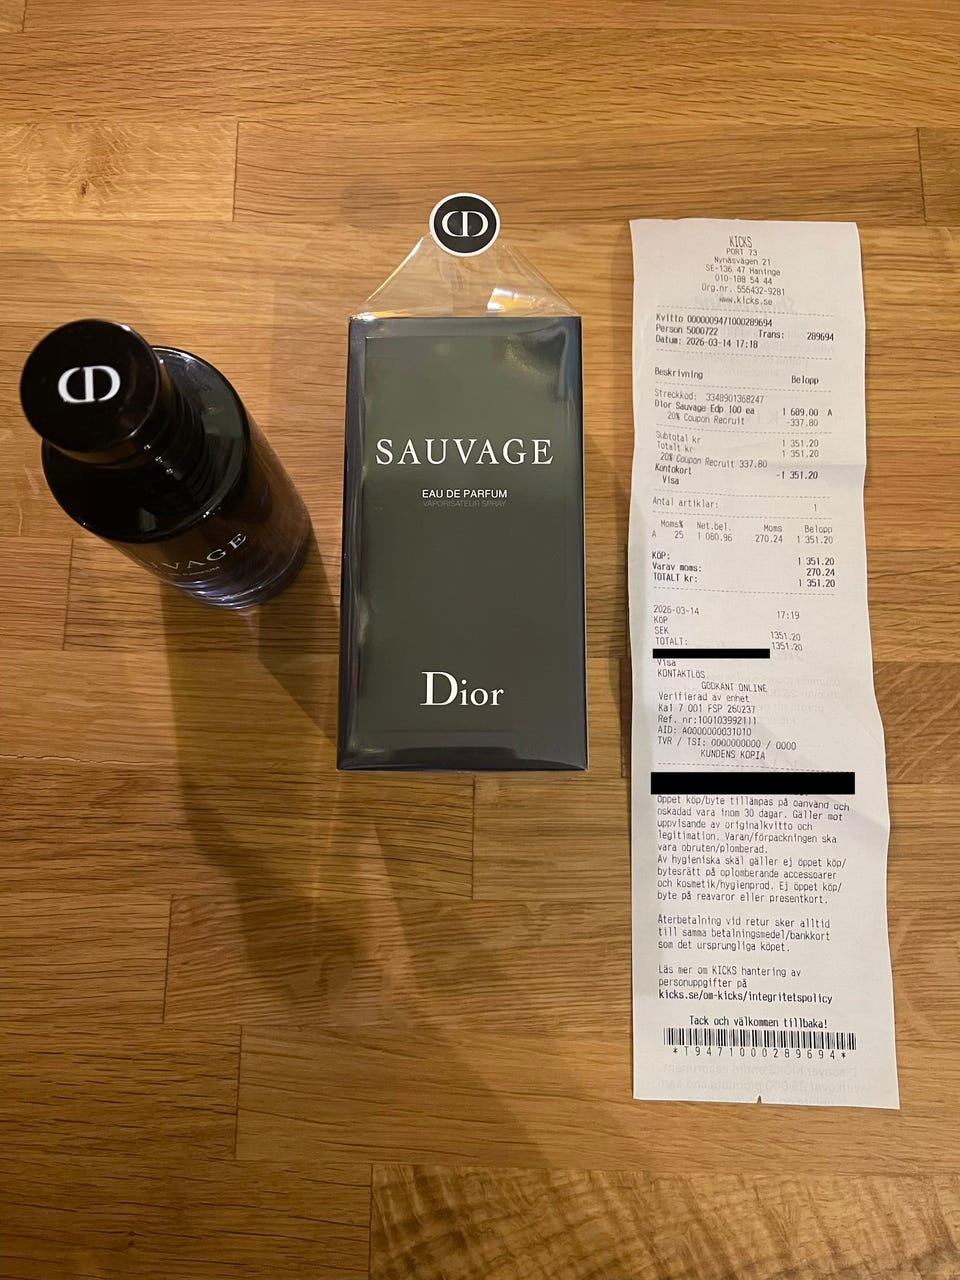 CD
CD
SAUVAGE
EAU DE PARFUM
VAPORISATEUR SPRAY
Dior
KICKS
PORT 73
Nynäsvägen 21
SE-136 47 Haninge
010-188 54 44
Org.nr. 556432-9281
www.kicks.se
Kvitto 0000009471000289694
Person 5000722 Trans: 289694
Datum: 2026-03-14 17:18
Beskrivning Belopp
Streckkod: 3348901368247
Dior Sauvage Edp 100 ea 1 689.00 A
20% Coupon Recruit -337.80
Subtotal kr 1 351.20
Totalt kr 1 351.20
20% Coupon Recruit 337.80
Kontokort -1 351.20
Visa
Antal artiklar: 1
Moms% Net.bel. Moms Belopp
A 25 1 080.96 270.24 1 351.20
KÖP: 1 351.20
Varav moms: 270.24
TOTALT kr: 1 351.20
2026-03-14 17:19
KÖP
SEK 1351.20
TOTALT: 1351.20
Visa
KONTAKTLÖS
GODKÄNT ONLINE
Verifierad av enhet
Ka1 7 001 FSP 260237
Ref. nr:100103992111
AID: A0000000031010
TVR / TSI: 0000000000 / 0000
KUNDENS KOPIA
Öppet köp/byte tillämpas på oanvänd och
oskadad vara inom 30 dagar. Gäller mot
uppvisande av originalkvitto och
legitimation. Varan/förpackningen ska
vara obruten/plomberad.
Av hygieniska skäl gäller ej öppet köp/
bytesrätt på oplomberande accessoarer
och kosmetik/hygienprod. Ej öppet köp/
byte på reavaror eller presentkort.
Återbetalning vid retur sker alltid
till samma betalningsmedel/bankkort
som det ursprungliga köpet.
Läs mer om KICKS hantering av
personuppgifter på
kicks.se/om-kicks/integritetspolicy
Tack och välkommen tillbaka!
*T9471000289694*